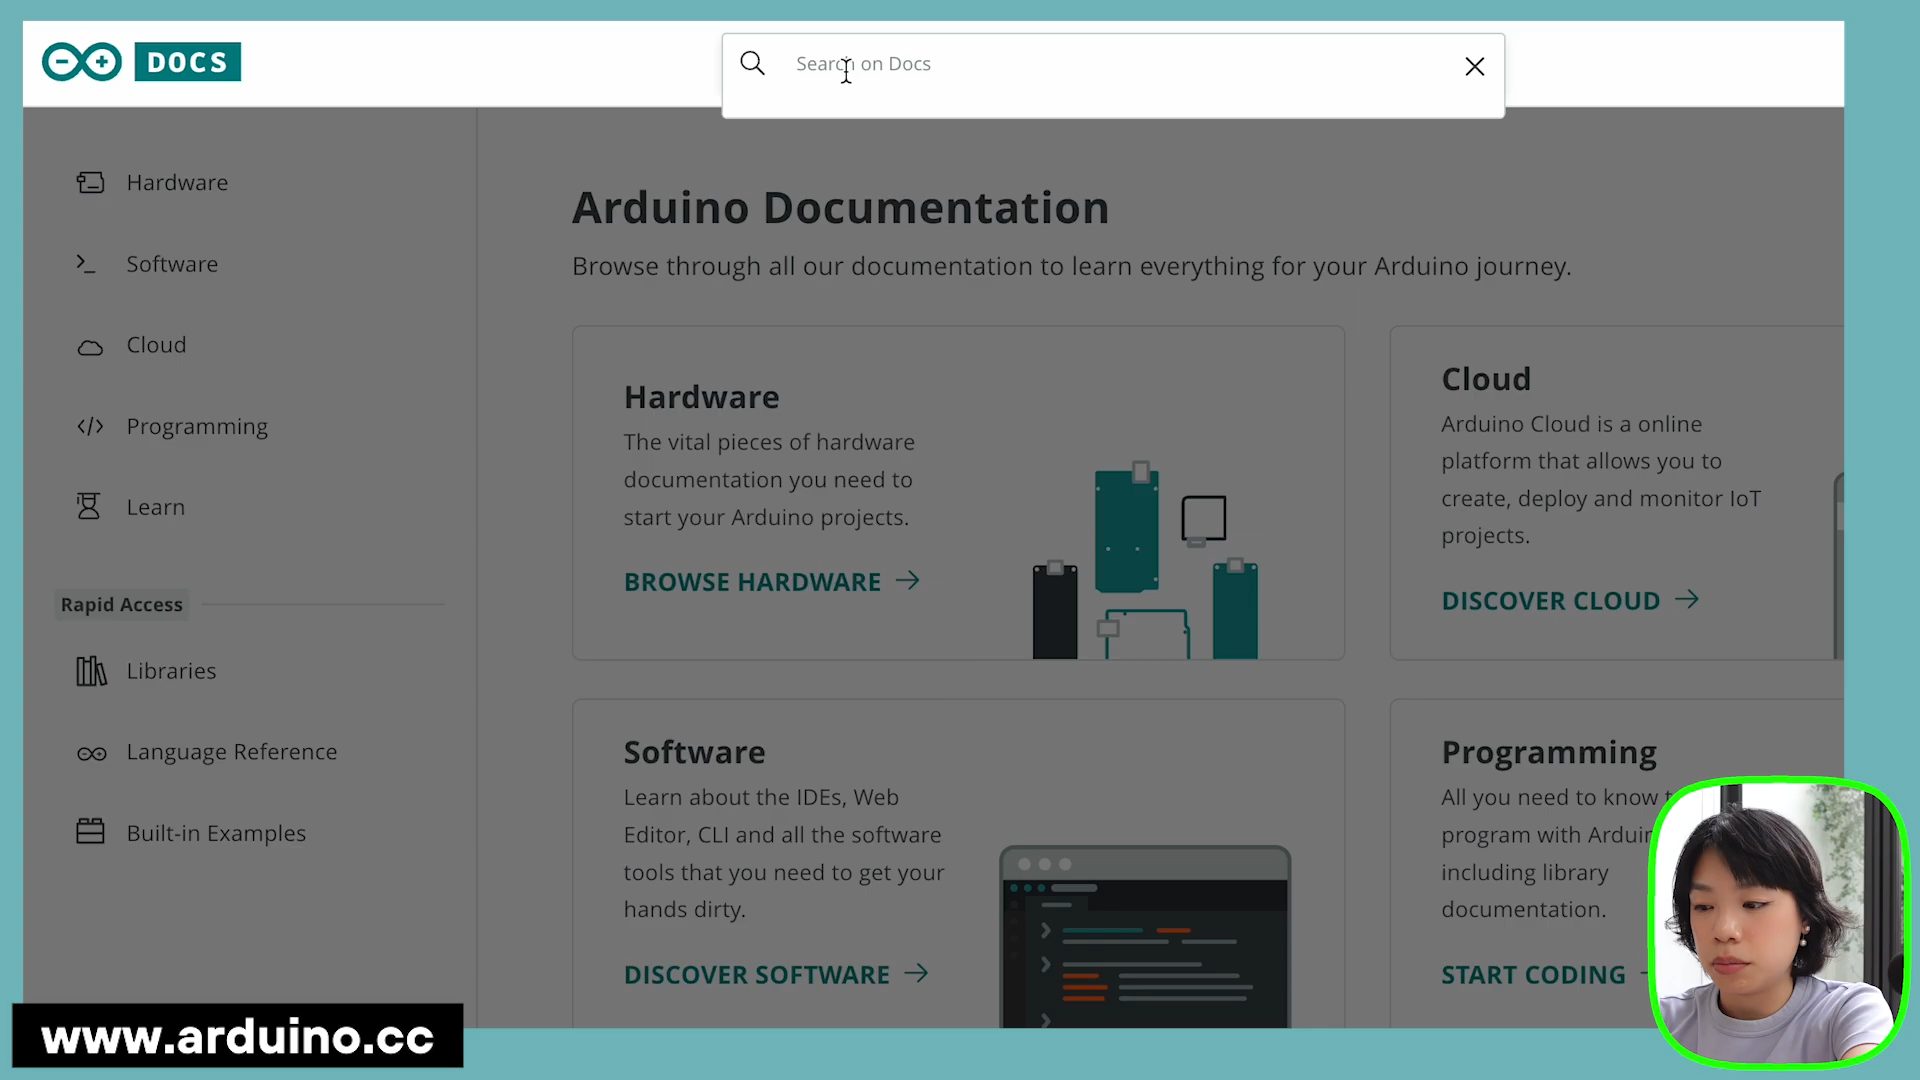 DOCS
Search on Docs
Hardware
Software
Cloud
Programming
Learn
Rapid Access
Libraries
Language Reference
Built-in Examples
Arduino Documentation
Browse through all our documentation to learn everything for your Arduino journey.
Hardware
The vital pieces of hardware
documentation you need to
start your Arduino projects.
BROWSE HARDWARE
Cloud
Arduino Cloud is a online
platform that allows you to
create, deploy and monitor IoT
projects.
DISCOVER CLOUD
Software
Learn about the IDEs, Web
Editor, CLI and all the software
tools that you need to get your
hands dirty.
DISCOVER SOFTWARE
Programming
All you need to know
program with
including library
documentation.
START CODING
www.arduino.cc